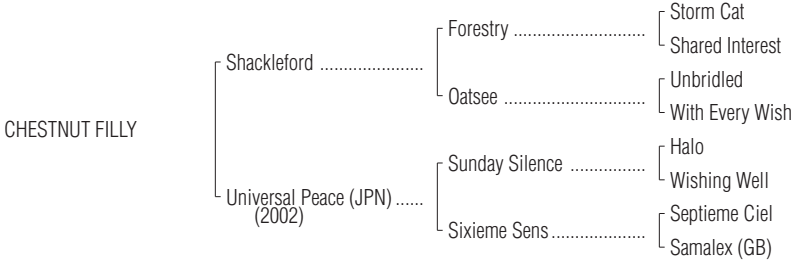 Storm Cat
Forestry ............................
Shared Interest
Shackleford ......................
Unbridled
Oatsee ..............................
With Every Wish
CHESTNUT FILLY
Halo
Sunday Silence ................
Wishing Well
Universal Peace (JPN) ......
(2002)
Septieme Ciel
Sixieme Sens ....................
Samalex (GB)